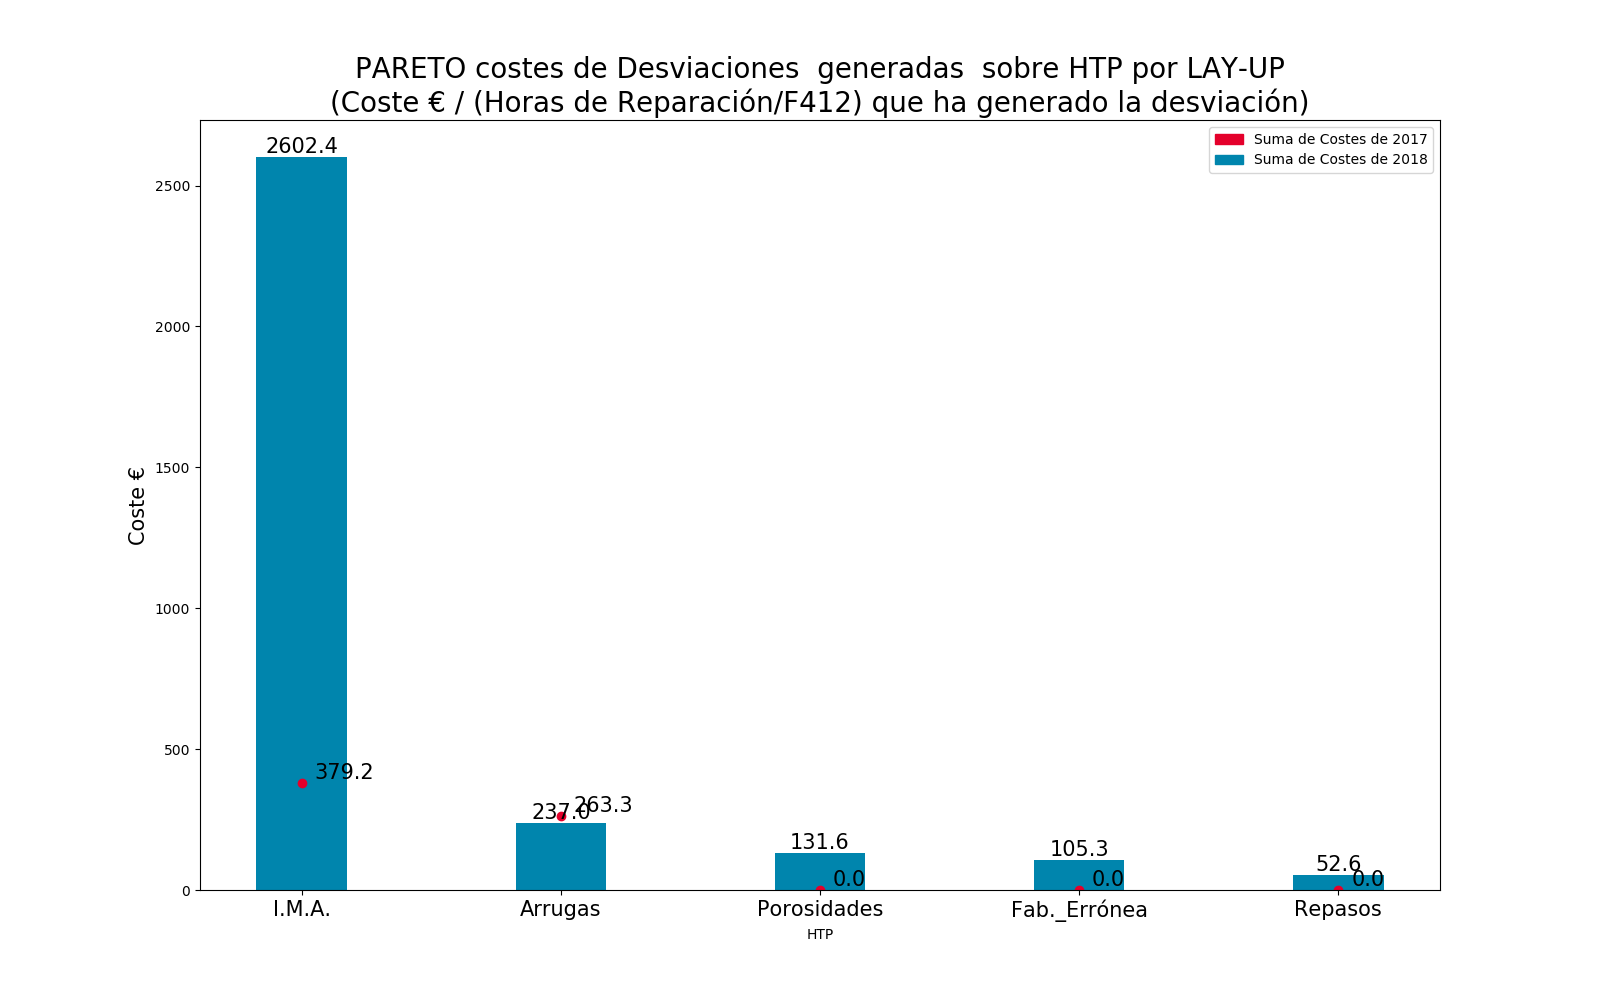 PARETO costes de Desviaciones  generadas  sobre HTP por LAY-UP
(Coste € / (Horas de Reparación/F412) que ha generado la desviación)
Suma de Costes de 2017
Suma de Costes de 2018
Coste €
2500
2000
1500
1000
500
0
2602.4
379.2
237.0
263.3
131.6
0.0
105.3
0.0
52.6
0.0
I.M.A.
Arrugas
Porosidades
Fab._Errónea
Repasos
HTP